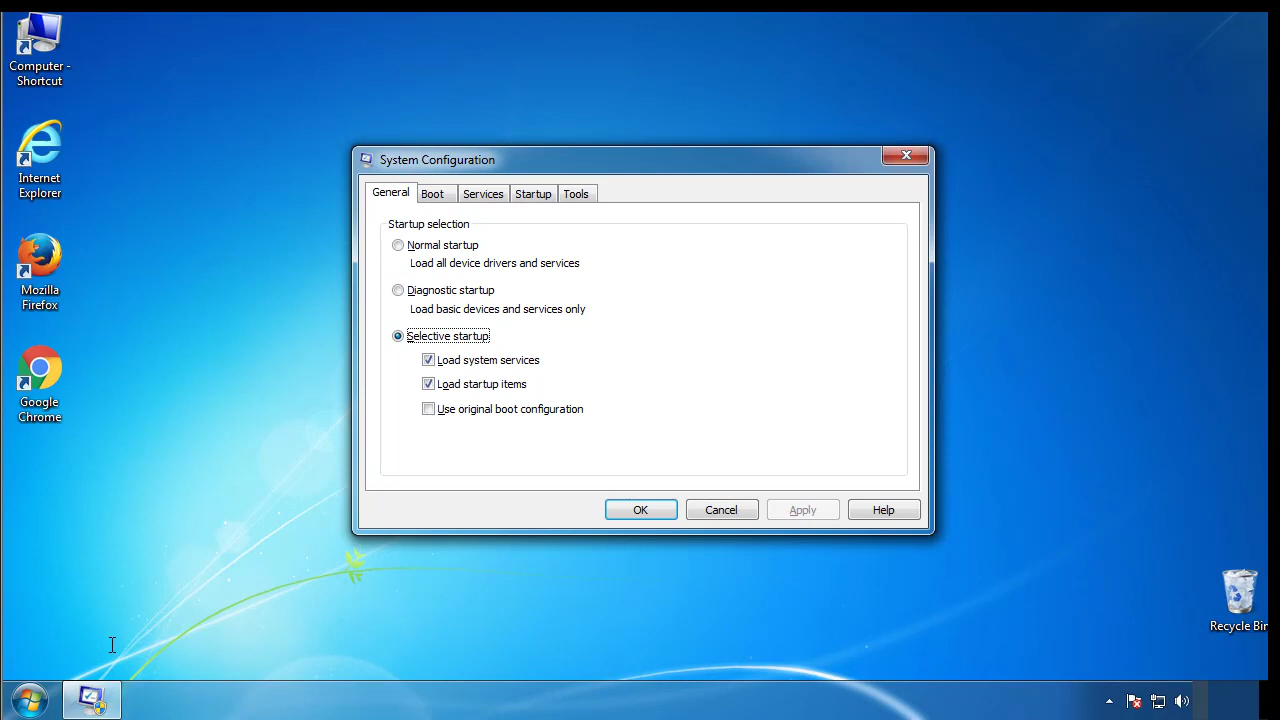 Computer -
Shortcut
Internet
Explorer
Mozilla
Firefox
Google
Chrome
System Configuration
General
Boot
Services
Startup
Tools
Startup selection
Normal startup
Load all device drivers and services
Diagnostic startup
Load basic devices and services only
Selective startup
Load system services
Load startup items
Use original boot configuration
OK
Cancel
Apply
Help
Recycle Bin